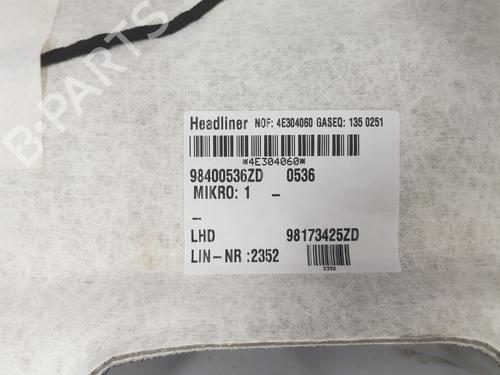 Headliner NOF: 4E304060 GASEQ: 135 0251
*4E304060*
98400536ZD 0536
MIKRO: 1 –
–
LHD 98173425ZD
LIN-NR :2352
2352
B-PARTS